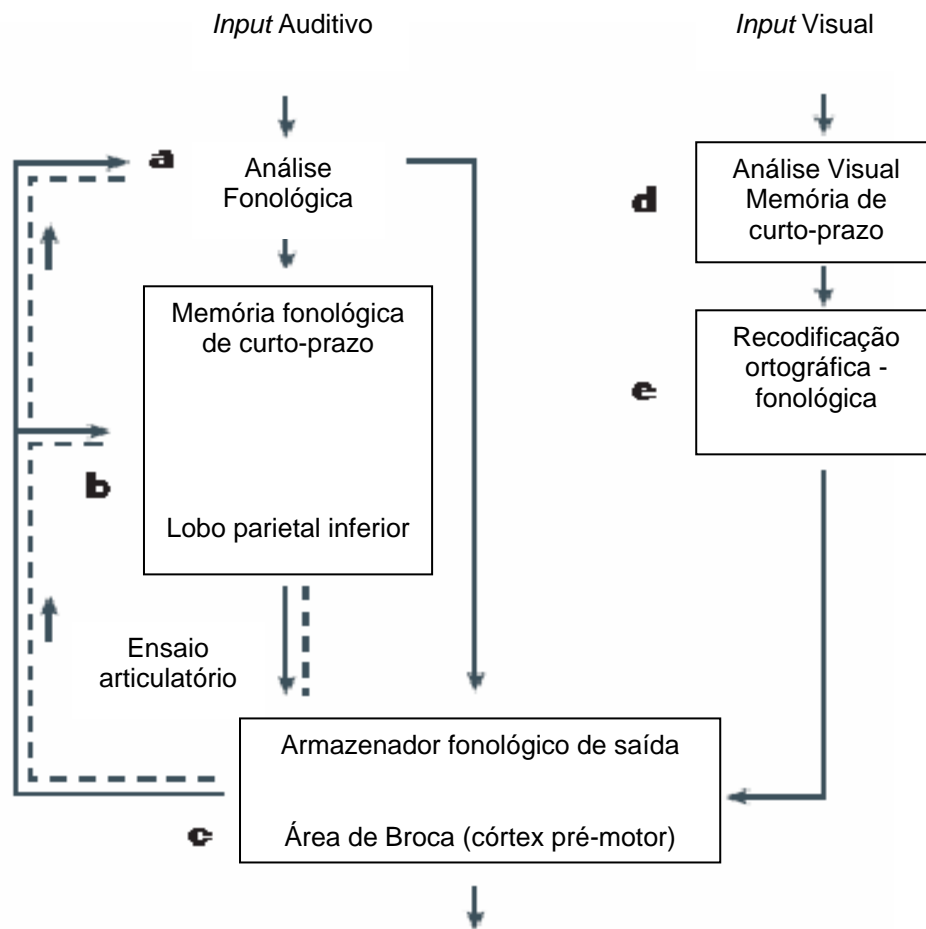 Input Auditivo
Input Visual
a
Análise
Fonológica
d
Análise Visual
Memória de
curto-prazo
Memória fonológica
de curto-prazo
e
Recodificação
ortográfica -
fonológica
b
Lobo parietal inferior
Ensaio
articulatório
Armazenador fonológico de saída
c
Área de Broca (córtex pré-motor)